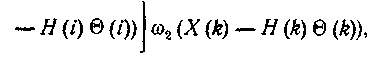 — H (i) Θ (i)) ] ω₂ (X (k) — H (k) Θ (k)),